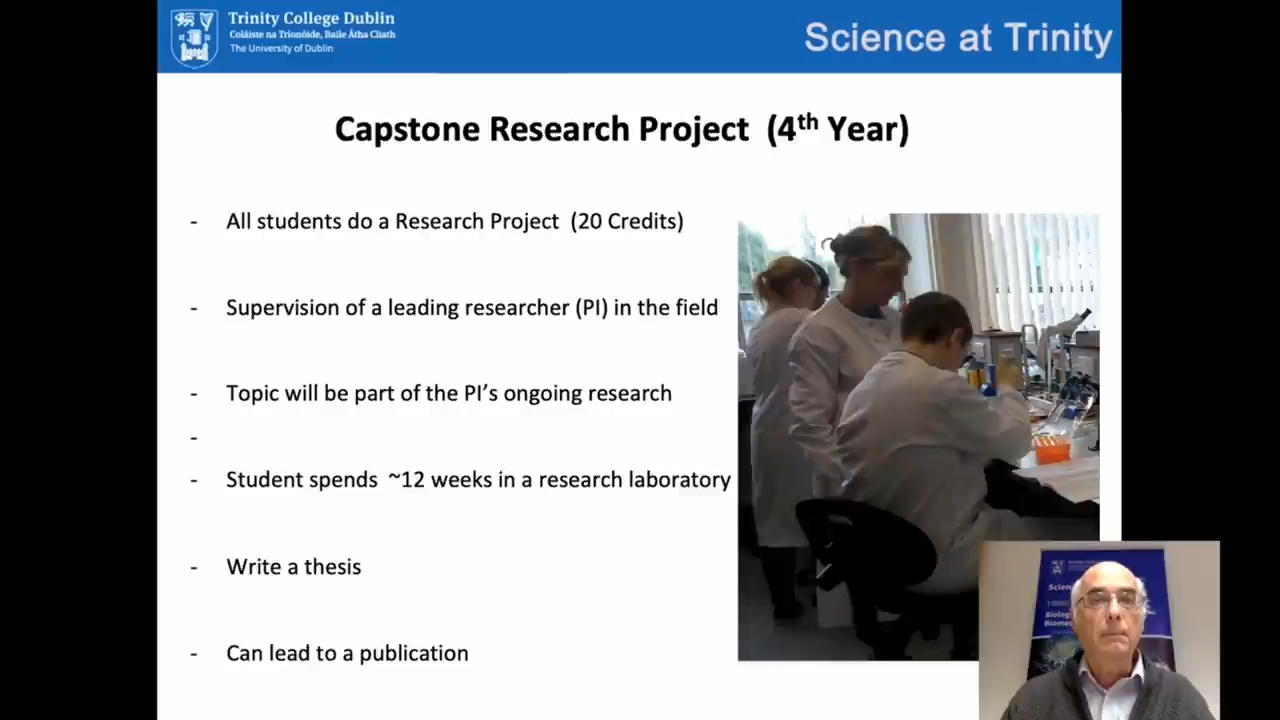 Trinity College Dublin
Coláiste na Tríonóide, Baile Átha Cliath
The University of Dublin
Science at Trinity
Capstone Research Project (4th Year)
- All students do a Research Project (20 Credits)
- Supervision of a leading researcher (PI) in the field
- Topic will be part of the PI's ongoing research
-
- Student spends ~12 weeks in a research laboratory
- Write a thesis
- Can lead to a publication